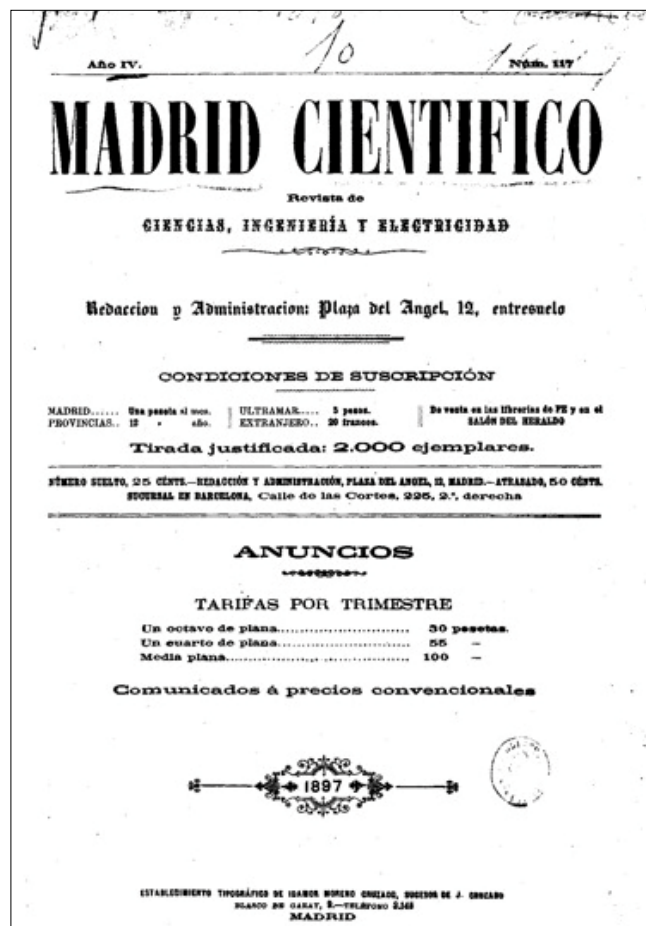 10
Año IV. Núm. 117
MADRID CIENTIFICO
Revista de
CIENCIAS, INGENIERÍA Y ELECTRICIDAD
Redaccion y Administracion: Plaza del Angel, 12, entresuelo
CONDICIONES DE SUSCRIPCIÓN
MADRID...... Una peseta al mes. ULTRAMAR..... 5 pesos. De venta en las librerías de FE y en el
PROVINCIAS.. 12 » año. EXTRANJERO.. 20 francos. SALÓN DEL HERALDO
Tirada justificada: 2.000 ejemplares.
NÚMERO SUELTO, 25 CÉNTS.—REDACCIÓN Y ADMINISTRACIÓN, PLAZA DEL ANGEL, 12, MADRID.—ATRASADO, 50 CÉNTS.
SUCURSAL EN BARCELONA, Calle de las Cortes, 225, 2.º, derecha
ANUNCIOS
TARIFAS POR TRIMESTRE
Un octavo de plana........................... 30 pesetas.
Un cuarto de plana........................... 55 —
Media plana..................................... 100 —
Comunicados á precios convencionales
1897
ESTABLECIMIENTO TIPOGRÁFICO DE IDAMOR MORENO CRUZADO, SUCESOR DE J. CRUZADO
BLASCO DE GARAY, 9.—TELÉFONO 3.145
MADRID